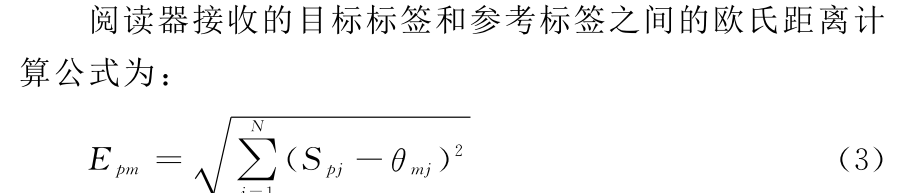 阅读器接收的目标标签和参考标签之间的欧氏距离计
算公式为：
E_{pm} = \sqrt{\sum_{j=1}^{N} (S_{pj} - θ_{mj})^2} (3)